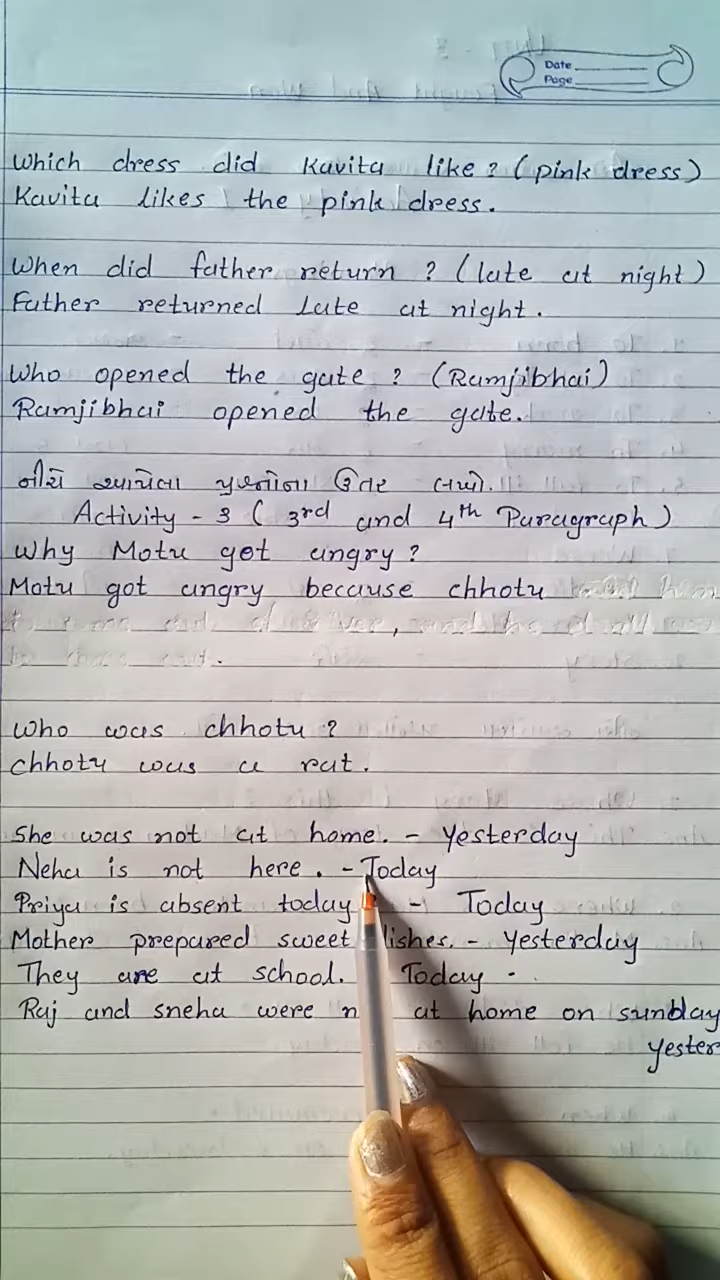 Date
Page
Which dress did Kavita like? (pink dress)
Kavita likes the pink dress.
When did father return? (late at night)
Father returned late at night.
Who opened the gate? (Ramjibhai)
Ramjibhai opened the gate.
નીચે આપેલા પ્રશ્નોના ઉત્તર લખો.
Activity - 3 (3rd and 4th Paragraph)
Why Motu got angry?
Motu got angry because chhotu
Who was chhotu?
Chhotu was a rat.
She was not at home. - Yesterday
Neha is not here. - Today
Priya is absent today - Today
Mother prepared sweet dishes. - Yesterday
They are at school. Today
Raj and sneha were n at home on sunday
yester